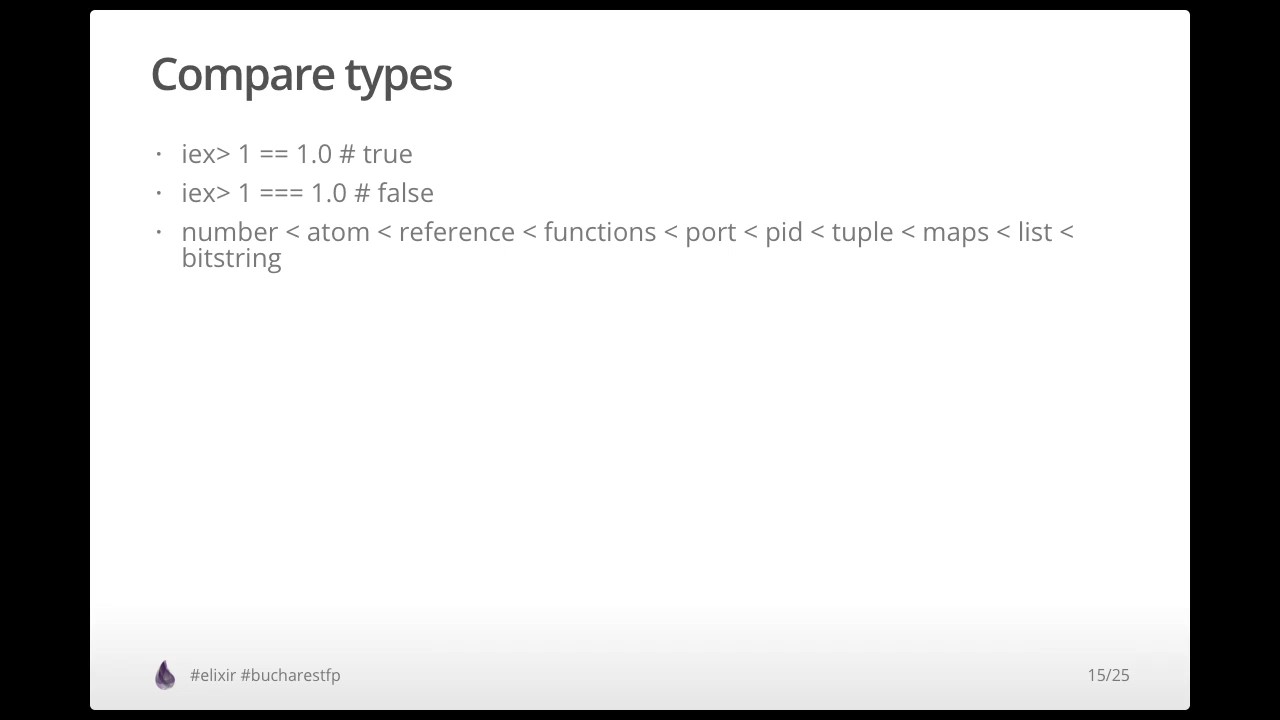 Compare types
· iex> 1 == 1.0 # true
· iex> 1 === 1.0 # false
· number < atom < reference < functions < port < pid < tuple < maps < list <
bitstring
#elixir #bucharestfp
15/25